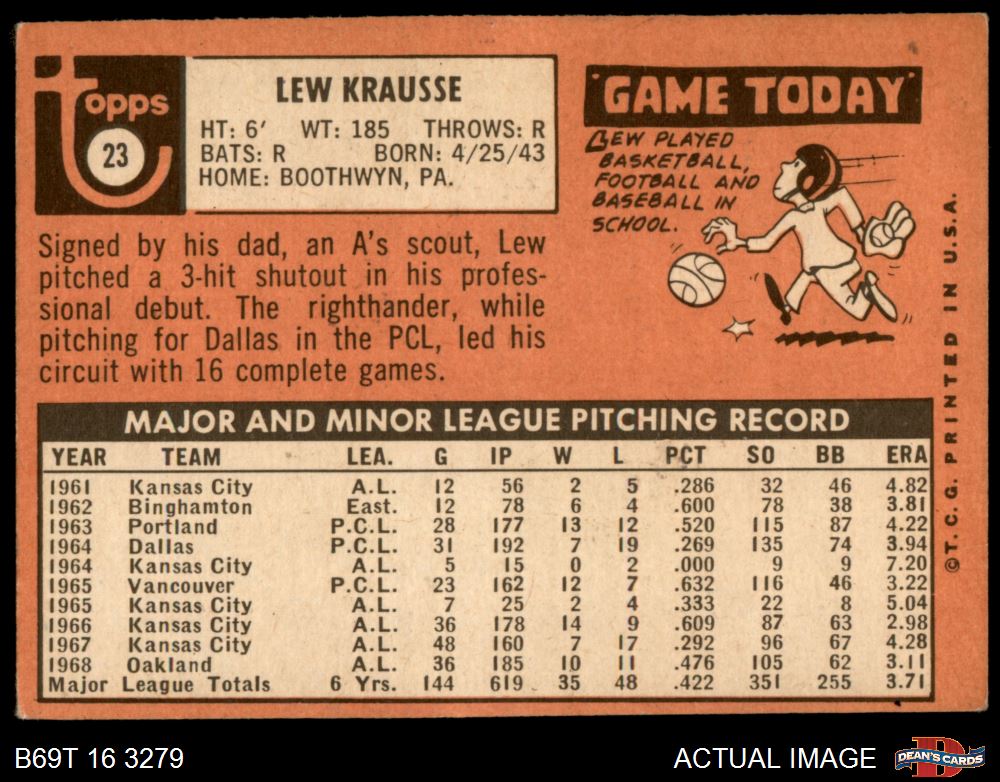 topps
23
LEW KRAUSSE
HT: 6' WT: 185 THROWS: R
BATS: R BORN: 4/25/43
HOME: BOOTHWYN, PA.
"GAME TODAY"
LEW PLAYED
BASKETBALL,
FOOTBALL AND
BASEBALL IN
SCHOOL.
Signed by his dad, an A's scout, Lew
pitched a 3-hit shutout in his profes-
sional debut. The righthander, while
pitching for Dallas in the PCL, led his
circuit with 16 complete games.
MAJOR AND MINOR LEAGUE PITCHING RECORD
YEAR TEAM LEA. G IP W L PCT SO BB ERA
1961 Kansas City A.L. 12 56 2 5 .286 32 46 4.82
1962 Binghamton East. 12 78 6 4 .600 78 38 3.81
1963 Portland P.C.L. 28 177 13 12 .520 115 87 4.22
1964 Dallas P.C.L. 31 192 7 19 .269 135 74 3.94
1964 Kansas City A.L. 5 15 0 2 .000 9 9 7.20
1965 Vancouver P.C.L. 23 162 12 7 .632 116 46 3.22
1965 Kansas City A.L. 7 25 2 4 .333 22 8 5.04
1966 Kansas City A.L. 36 178 14 9 .609 87 63 2.98
1967 Kansas City A.L. 48 160 7 17 .292 96 67 4.28
1968 Oakland A.L. 36 185 10 11 .476 105 62 3.11
Major League Totals 6 Yrs. 144 619 35 48 .422 351 255 3.71
©T.C.G. PRINTED IN U.S.A.
B69T 16 3279
ACTUAL IMAGE
D
DEAN'S CARDS